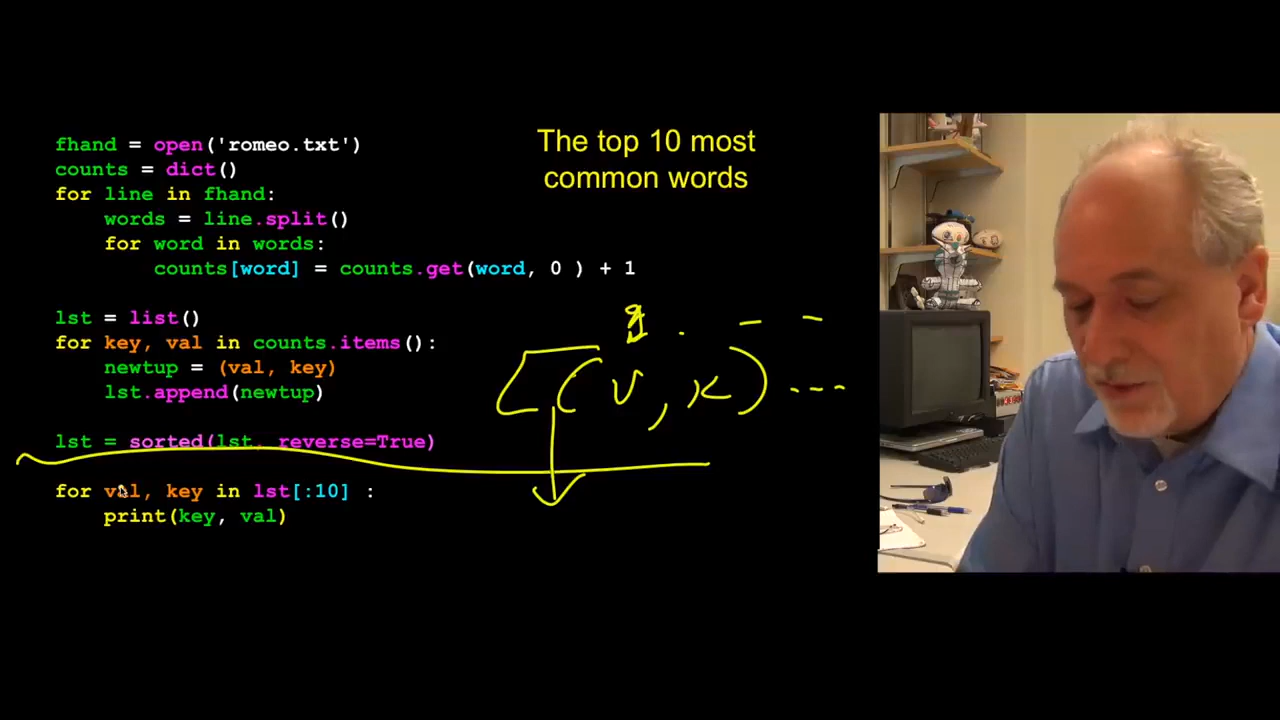 fhand = open('romeo.txt')
counts = dict()
for line in fhand:
    words = line.split()
    for word in words:
        counts[word] = counts.get(word, 0 ) + 1
lst = list()
for key, val in counts.items():
    newtup = (val, key)
    lst.append(newtup)
lst = sorted(lst, reverse=True)
for val, key in lst[:10] :
    print(key, val)
The top 10 most
common words
[(v, k) ...